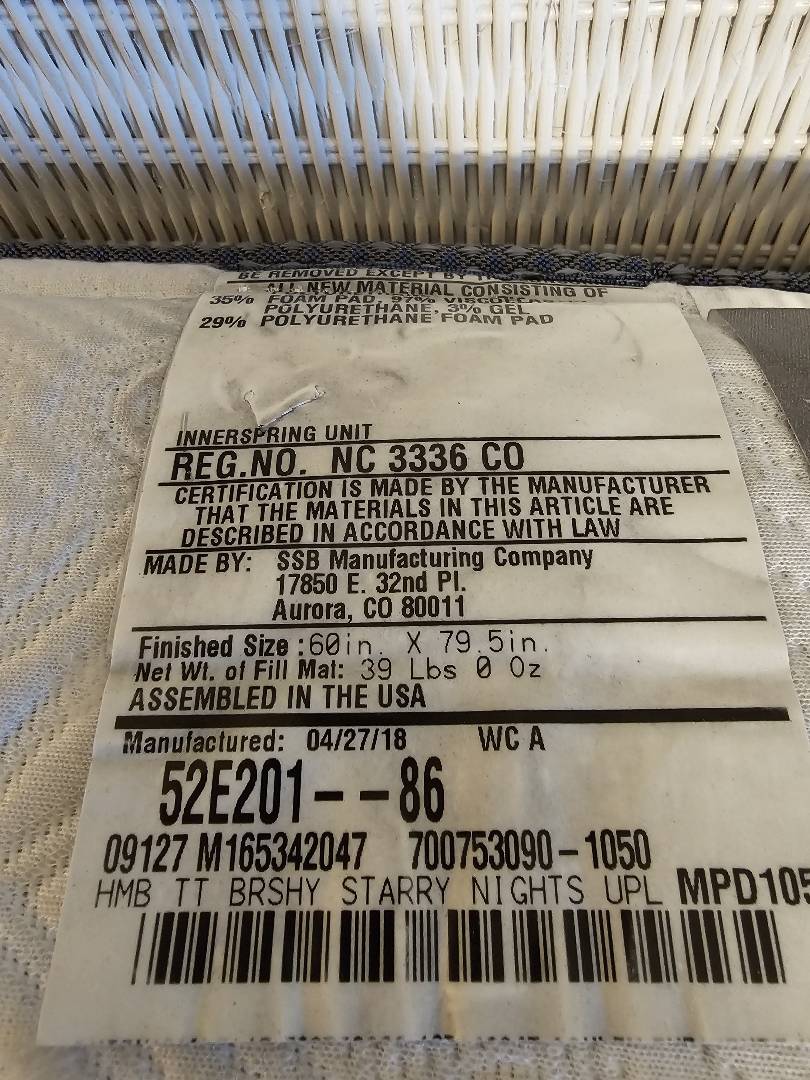 BE REMOVED EXCEPT BY
ALL NEW MATERIAL CONSISTING OF
35% FOAM PAD, 97%
POLYURETHANE, 3% GEL
29% POLYURETHANE FOAM PAD
INNERSPRING UNIT
REG.NO. NC 3336 CO
CERTIFICATION IS MADE BY THE MANUFACTURER
THAT THE MATERIALS IN THIS ARTICLE ARE
DESCRIBED IN ACCORDANCE WITH LAW
MADE BY: SSB Manufacturing Company
17850 E. 32nd Pl.
Aurora, CO 80011
Finished Size :60in. X 79.5in.
Net Wt. of Fill Mat: 39 Lbs 0 Oz
ASSEMBLED IN THE USA
Manufactured: 04/27/18 WC A
52E201--86
09127 M165342047 700753090-1050
HMB TT BRSHY STARRY NIGHTS UPL MPD105